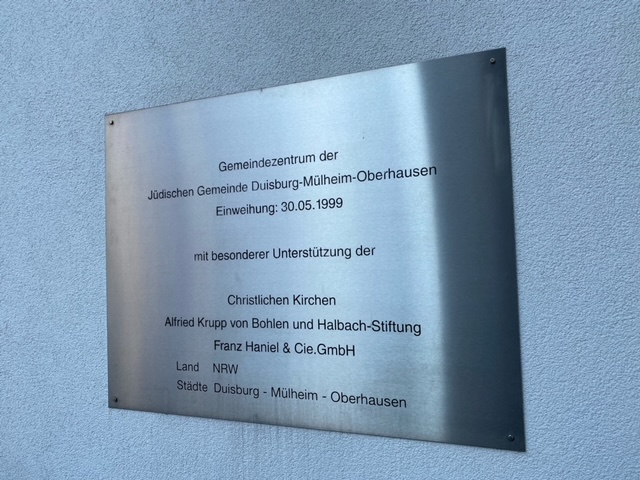 Gemeindezentrum der
Jüdischen Gemeinde Duisburg-Mülheim-Oberhausen
Einweihung: 30.05.1999
mit besonderer Unterstützung der
Christlichen Kirchen
Alfried Krupp von Bohlen und Halbach-Stiftung
Franz Haniel & Cie.GmbH
Land NRW
Städte Duisburg - Mülheim - Oberhausen